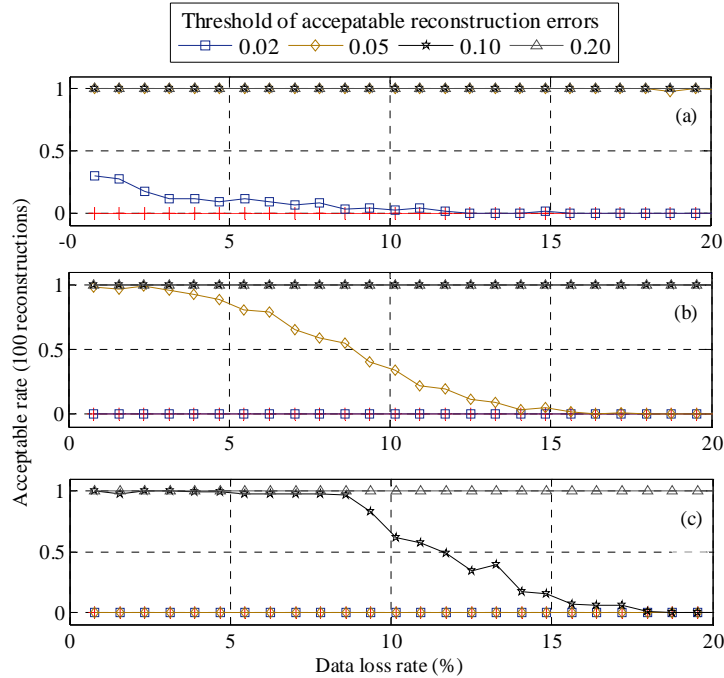 Threshold of accepatable reconstruction errors
0.02 0.05 0.10 0.20
1
0.5
0
(a)
-0 5 10 15 20
1
0.5
0
(b)
0 5 10 15 20
1
0.5
0
(c)
0 5 10 15 20
Acceptable rate (100 reconstructions)
Data loss rate (%)